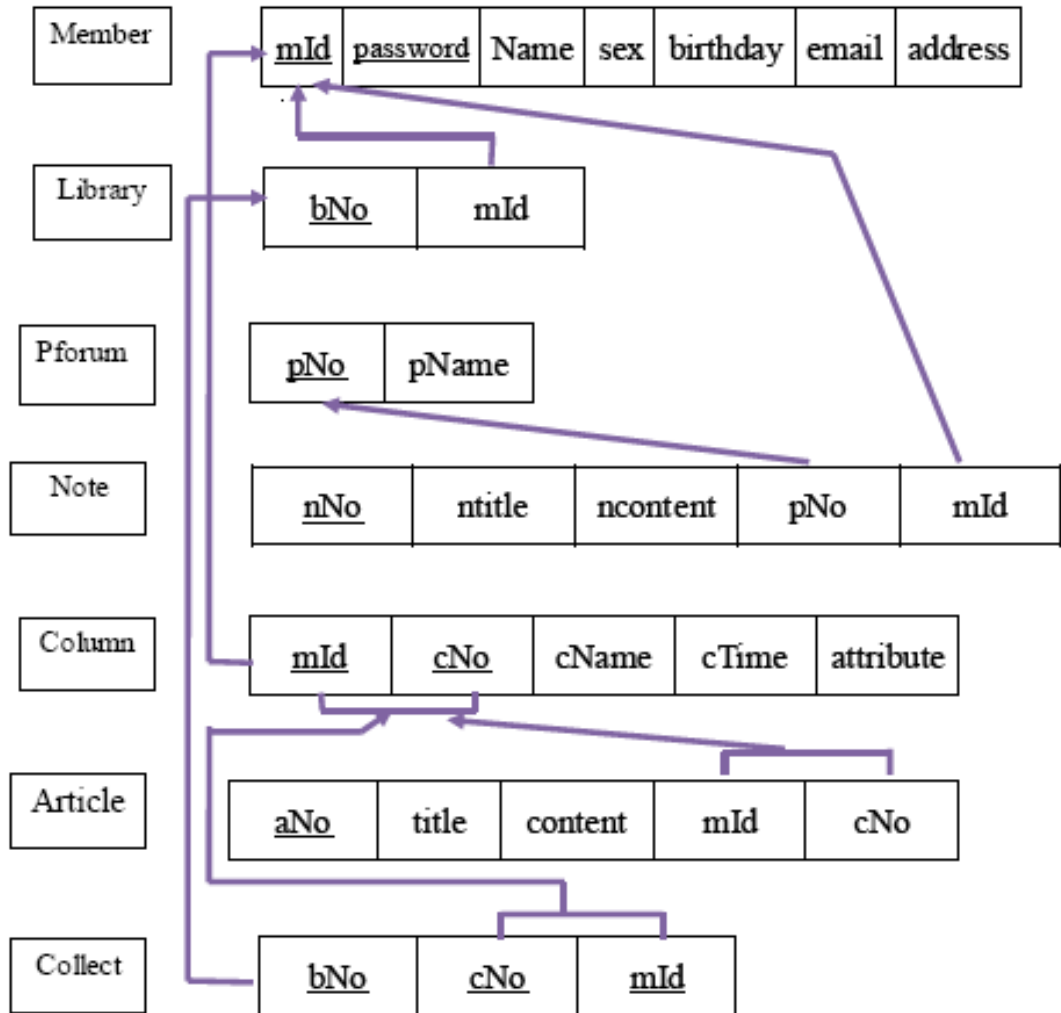 Member
mId password Name sex birthday email address
Library
bNo mId
Pforum
pNo pName
Note
nNo ntitle ncontent pNo mId
Column
mId cNo cName cTime attribute
Article
aNo title content mId cNo
Collect
bNo cNo mId